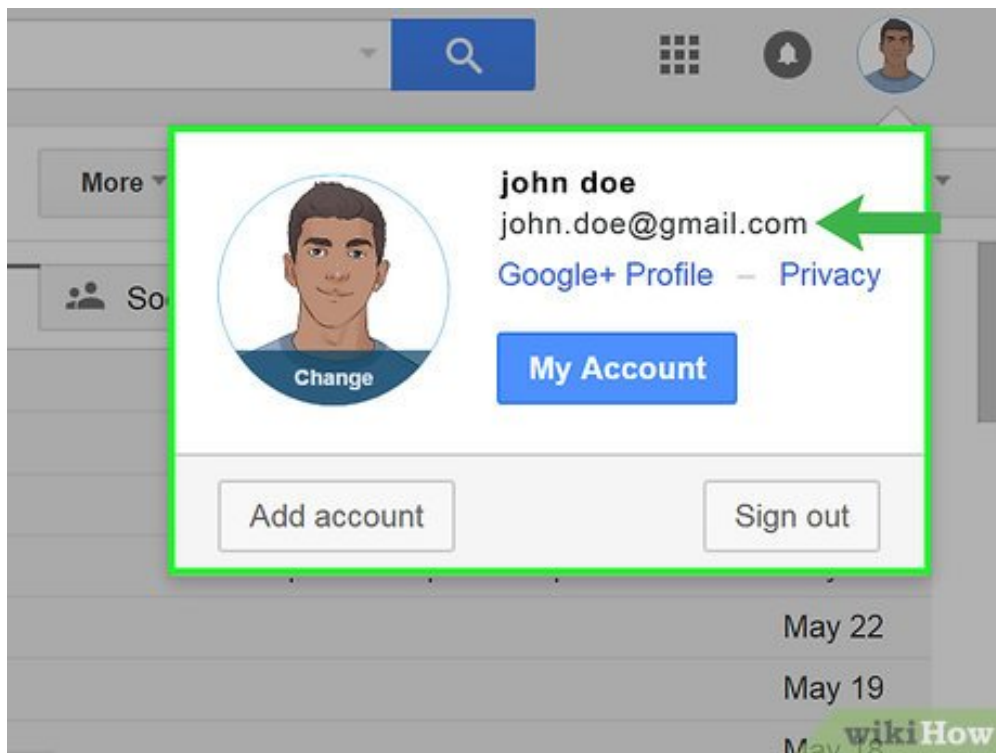 More
So
john doe
john.doe@gmail.com
Google+ Profile – Privacy
Change
My Account
Add account
Sign out
May 22
May 19
wikiHow